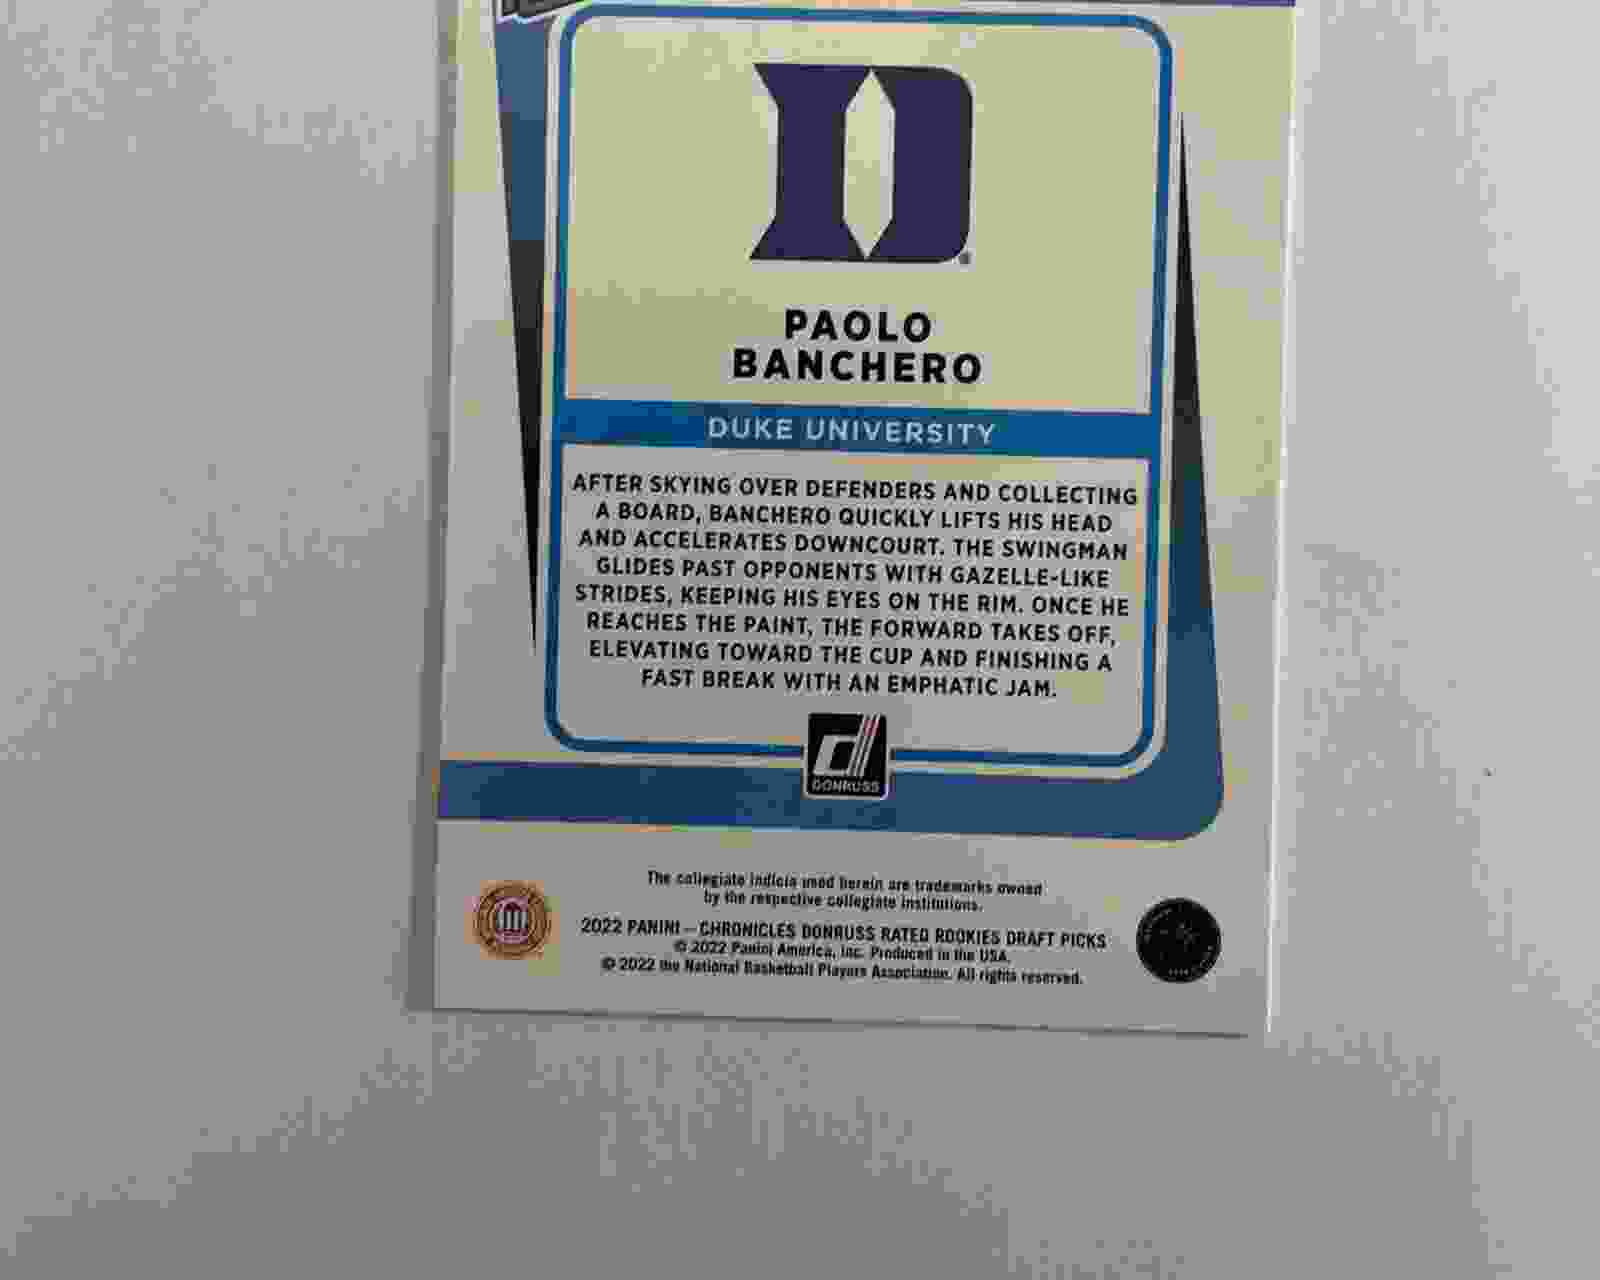 D
PAOLO
BANCHERO
DUKE UNIVERSITY
AFTER SKYING OVER DEFENDERS AND COLLECTING
A BOARD, BANCHERO QUICKLY LIFTS HIS HEAD
AND ACCELERATES DOWNCOURT. THE SWINGMAN
GLIDES PAST OPPONENTS WITH GAZELLE-LIKE
STRIDES, KEEPING HIS EYES ON THE RIM. ONCE HE
REACHES THE PAINT, THE FORWARD TAKES OFF,
ELEVATING TOWARD THE CUP AND FINISHING A
FAST BREAK WITH AN EMPHATIC JAM.
d
DONRUSS
The collegiate indicia used herein are trademarks owned
by the respective collegiate institutions.
2022 PANINI – CHRONICLES DONRUSS RATED ROOKIES DRAFT PICKS
© 2022 Panini America, Inc. Produced in the USA.
© 2022 the National Basketball Players Association. All rights reserved.